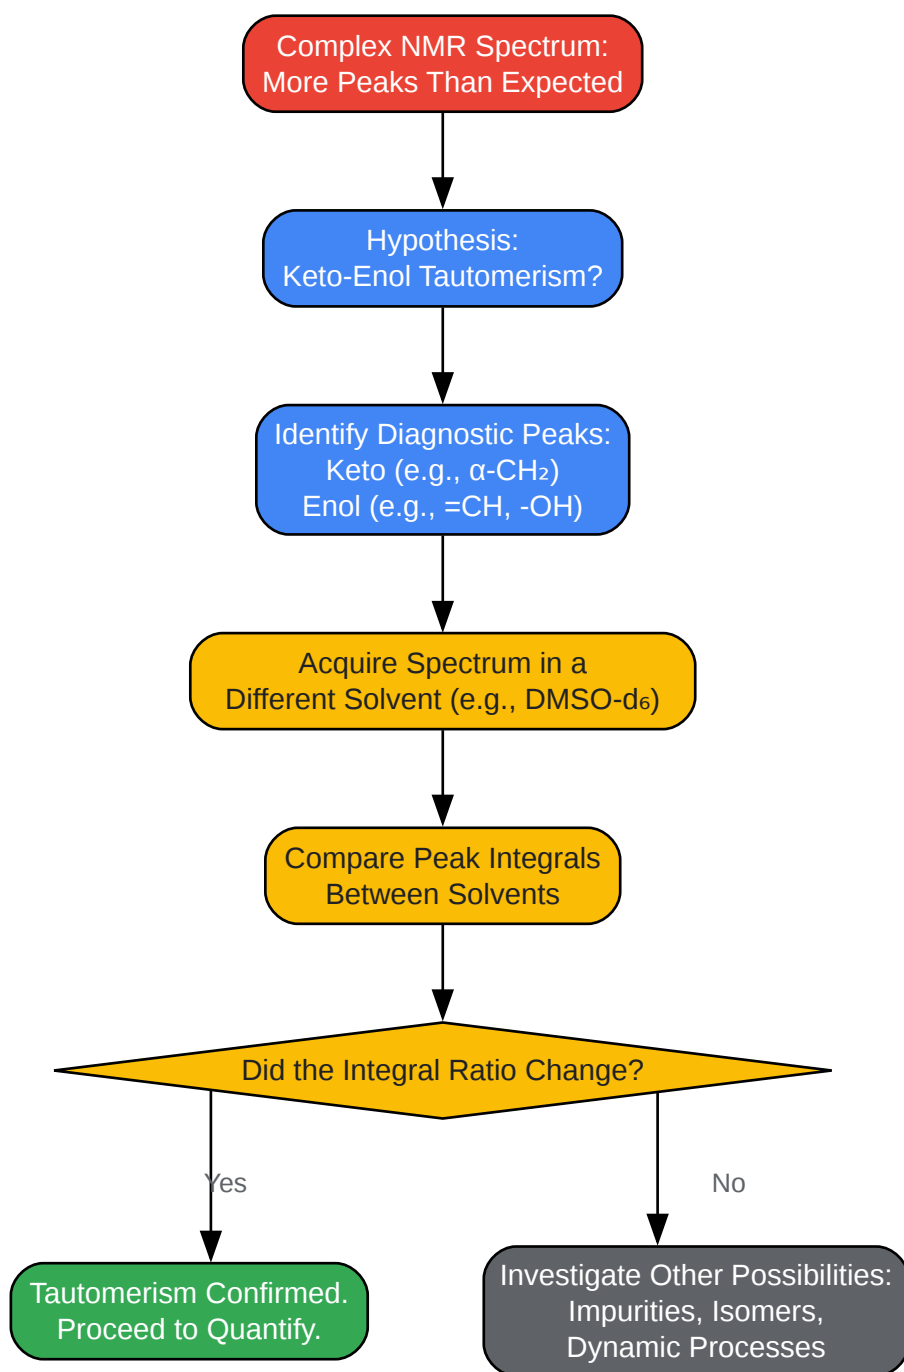 Complex NMR Spectrum:
More Peaks Than Expected
Hypothesis:
Keto-Enol Tautomerism?
Identify Diagnostic Peaks:
Keto (e.g., α-CH₂)
Enol (e.g., =CH, -OH)
Acquire Spectrum in a
Different Solvent (e.g., DMSO-d₆)
Compare Peak Integrals
Between Solvents
Did the Integral Ratio Change?
Yes
No
Tautomerism Confirmed.
Proceed to Quantify.
Investigate Other Possibilities:
Impurities, Isomers,
Dynamic Processes